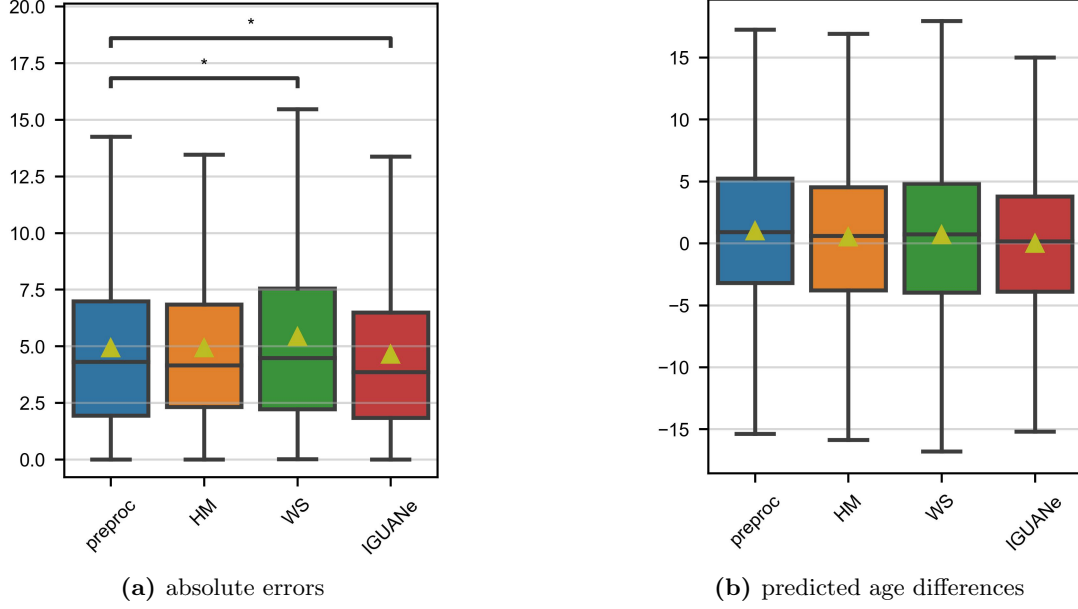 20.0
17.5
15.0
12.5
10.0
7.5
5.0
2.5
0.0
*
*
preproc
HM
WS
IGUANe
(a) absolute errors
15
10
5
0
−5
−10
−15
preproc
HM
WS
IGUANe
(b) predicted age differences